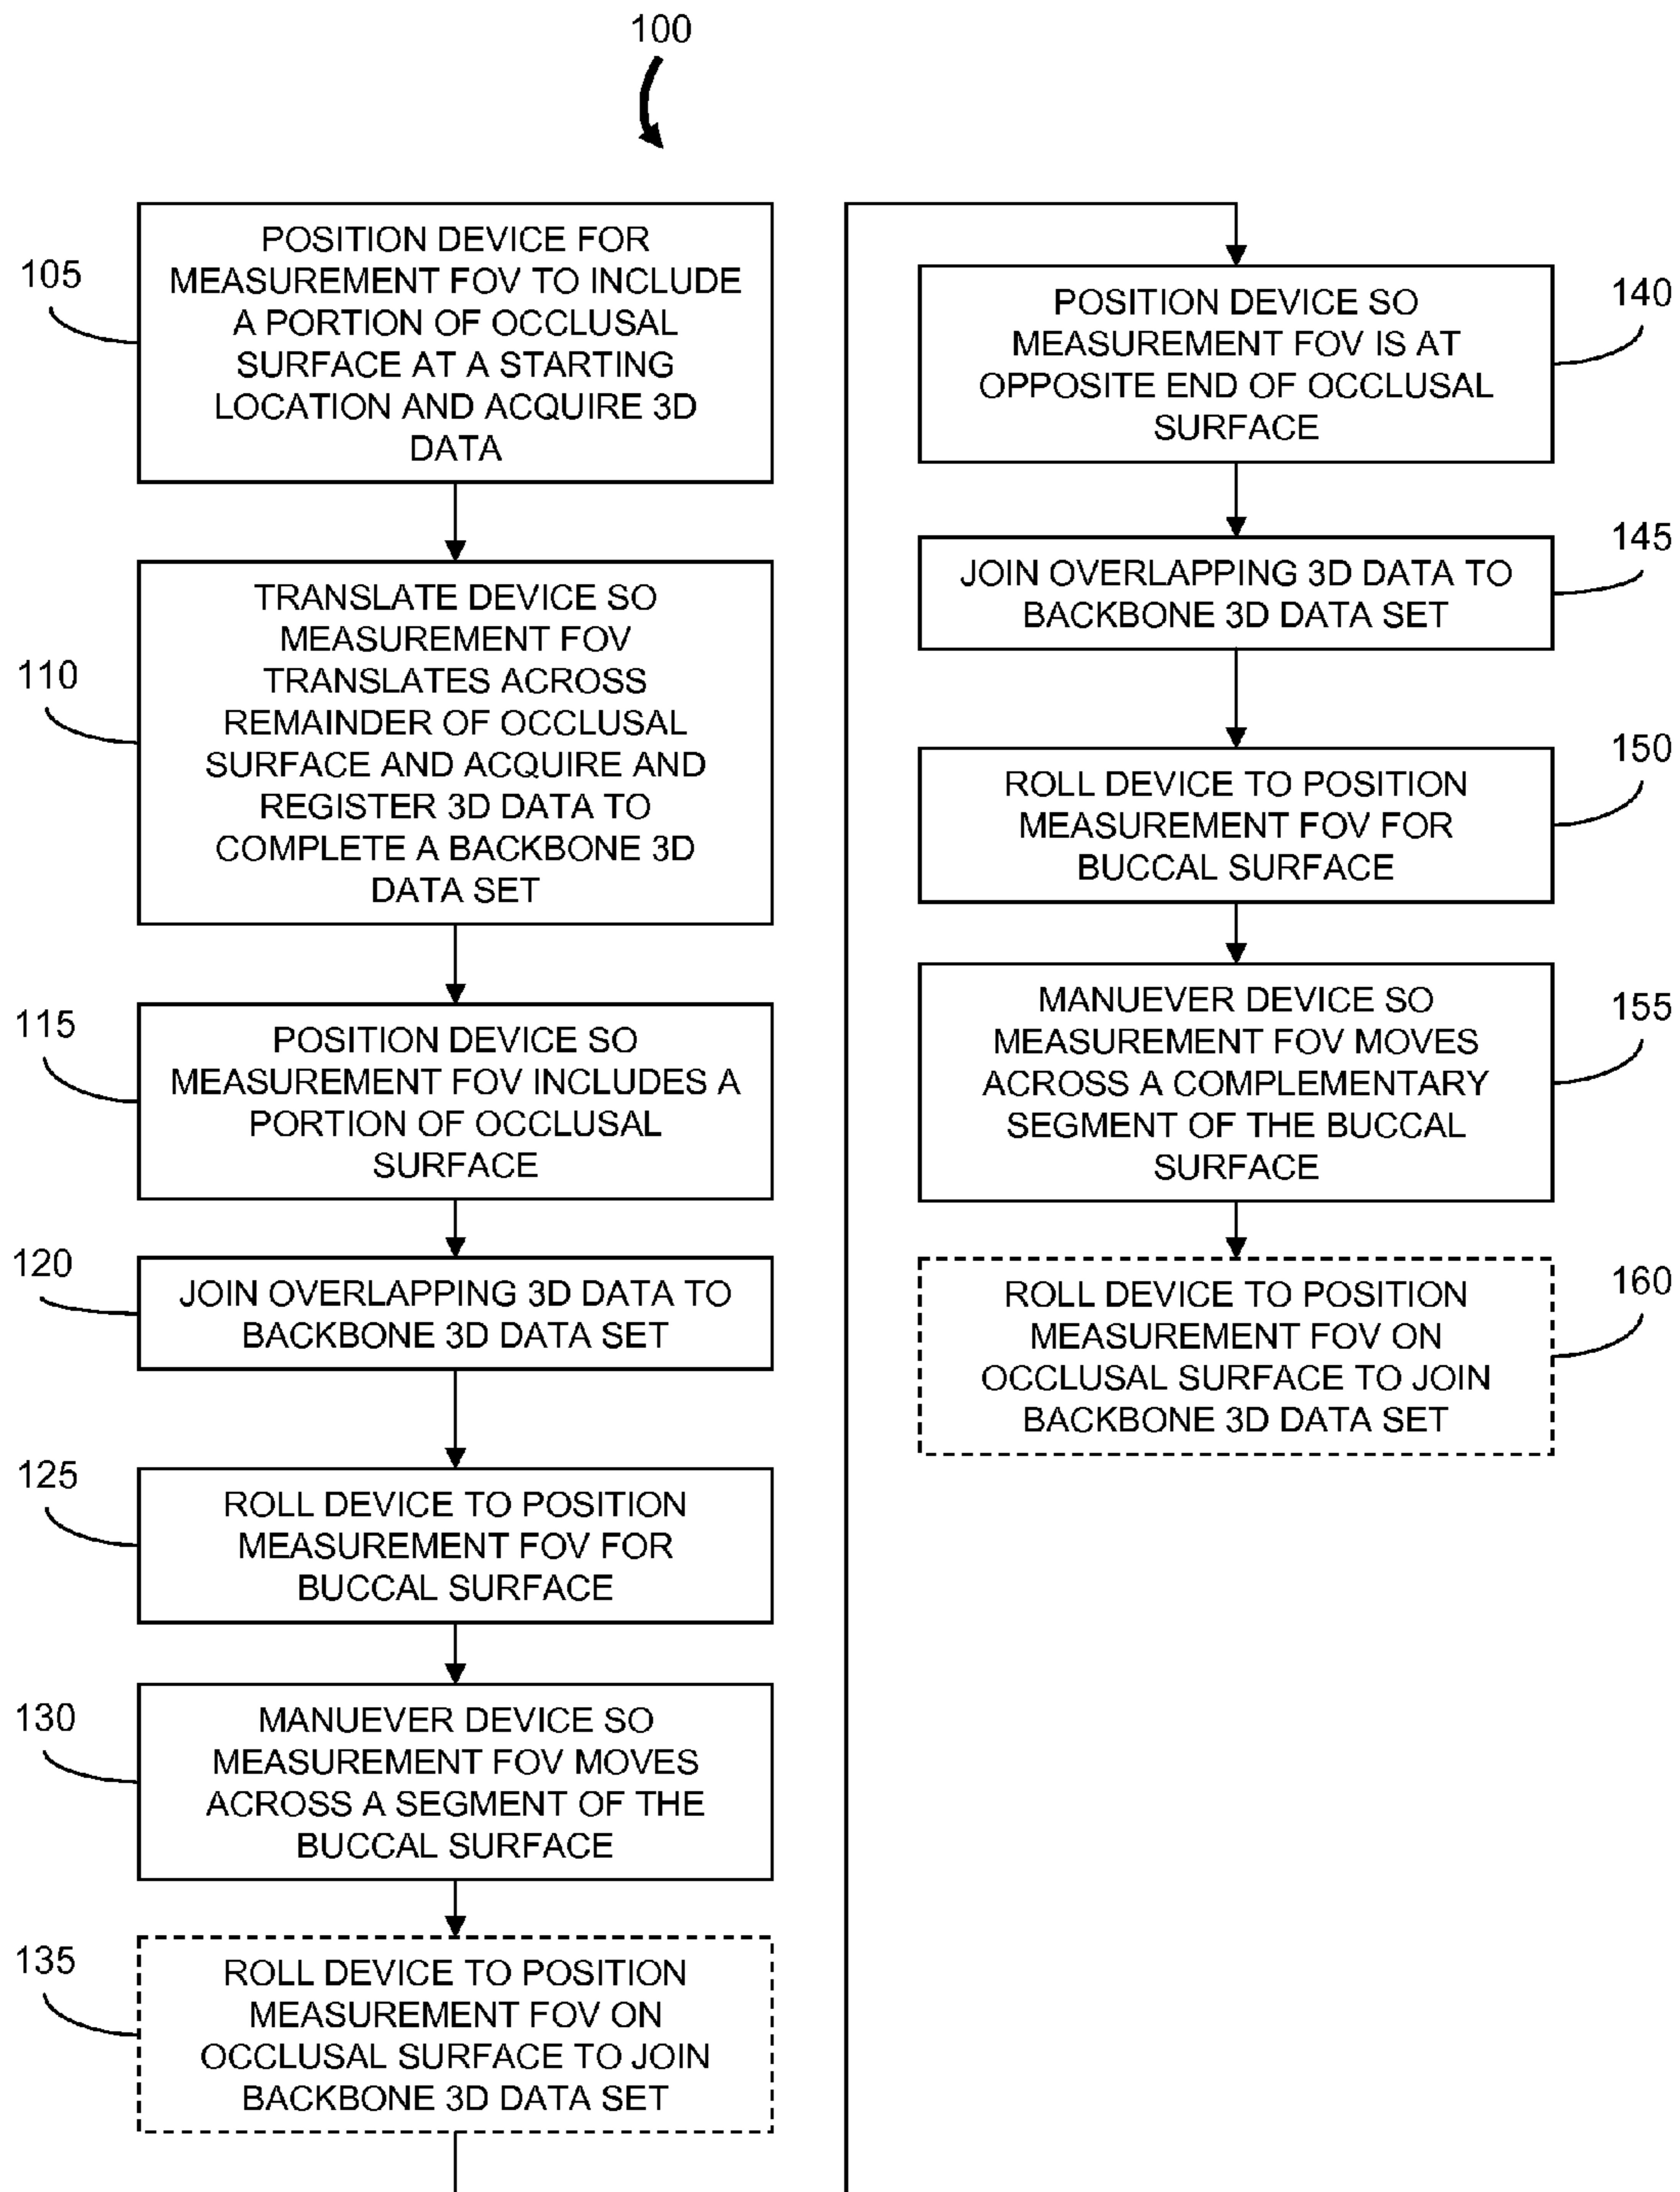 100
105
POSITION DEVICE FOR
MEASUREMENT FOV TO INCLUDE
A PORTION OF OCCLUSAL
SURFACE AT A STARTING
LOCATION AND ACQUIRE 3D
DATA
110
TRANSLATE DEVICE SO
MEASUREMENT FOV
TRANSLATES ACROSS
REMAINDER OF OCCLUSAL
SURFACE AND ACQUIRE AND
REGISTER 3D DATA TO
COMPLETE A BACKBONE 3D
DATA SET
115
POSITION DEVICE SO
MEASUREMENT FOV INCLUDES A
PORTION OF OCCLUSAL
SURFACE
120
JOIN OVERLAPPING 3D DATA TO
BACKBONE 3D DATA SET
125
ROLL DEVICE TO POSITION
MEASUREMENT FOV FOR
BUCCAL SURFACE
130
MANUEVER DEVICE SO
MEASUREMENT FOV MOVES
ACROSS A SEGMENT OF THE
BUCCAL SURFACE
135
ROLL DEVICE TO POSITION
MEASUREMENT FOV ON
OCCLUSAL SURFACE TO JOIN
BACKBONE 3D DATA SET
140
POSITION DEVICE SO
MEASUREMENT FOV IS AT
OPPOSITE END OF OCCLUSAL
SURFACE
145
JOIN OVERLAPPING 3D DATA TO
BACKBONE 3D DATA SET
150
ROLL DEVICE TO POSITION
MEASUREMENT FOV FOR
BUCCAL SURFACE
155
MANUEVER DEVICE SO
MEASUREMENT FOV MOVES
ACROSS A COMPLEMENTARY
SEGMENT OF THE BUCCAL
SURFACE
160
ROLL DEVICE TO POSITION
MEASUREMENT FOV ON
OCCLUSAL SURFACE TO JOIN
BACKBONE 3D DATA SET